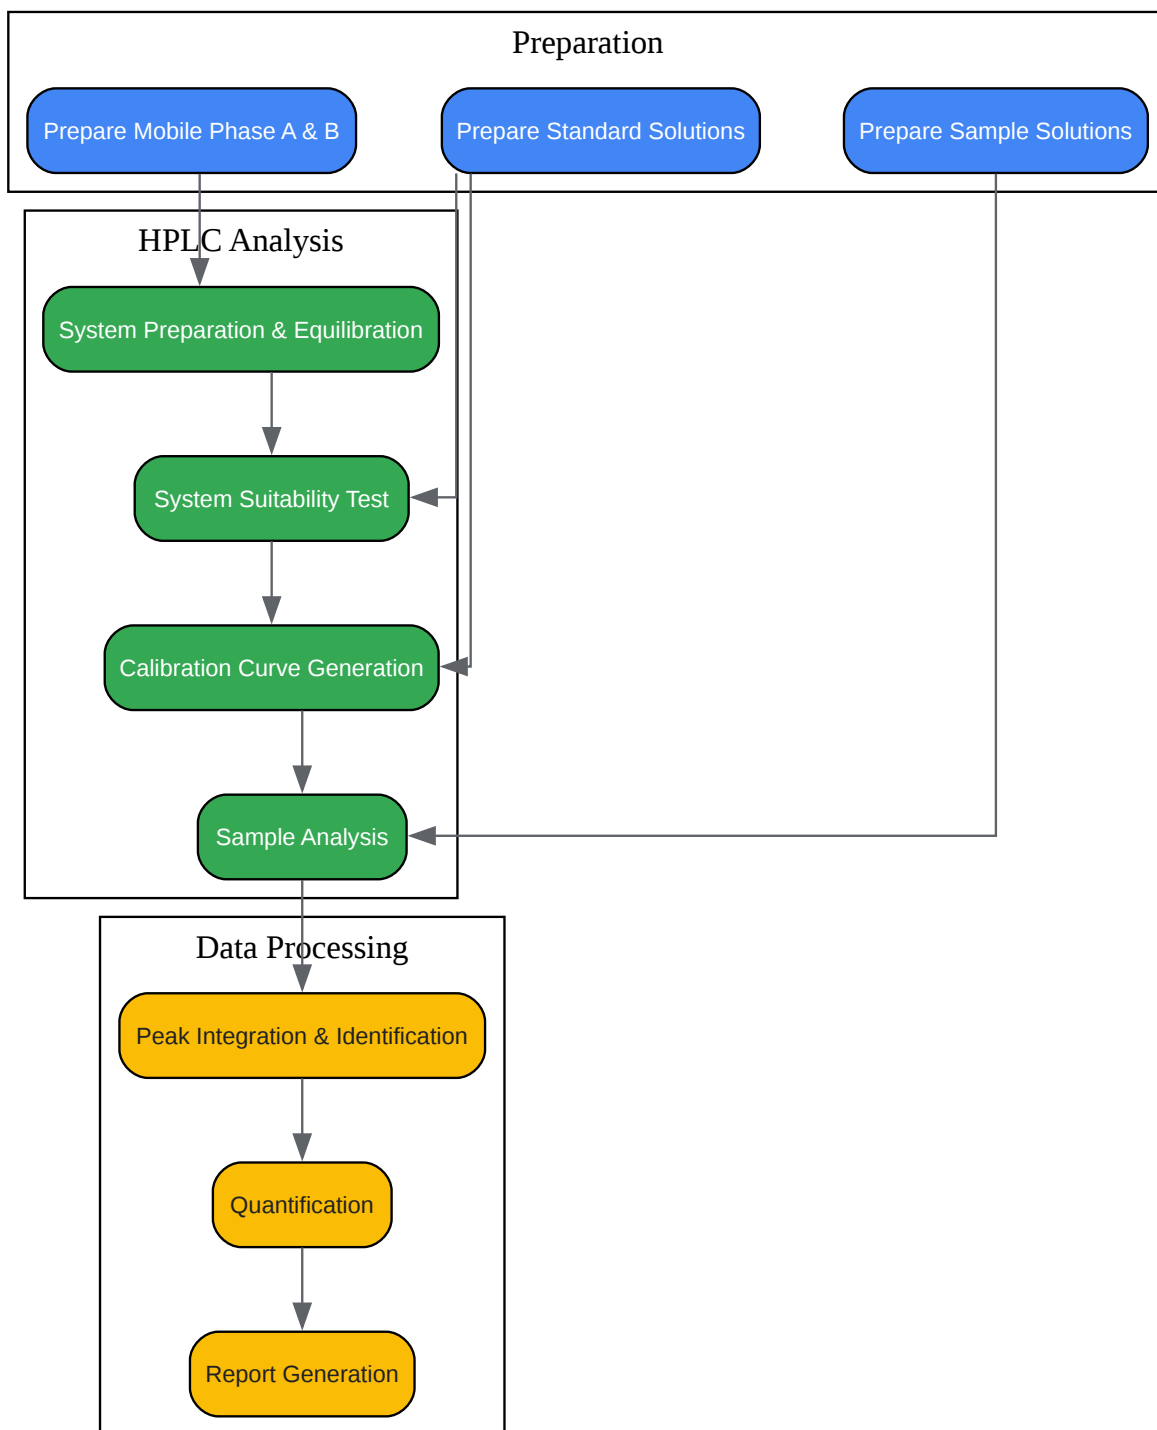 Preparation
Prepare Mobile Phase A & B
Prepare Standard Solutions
Prepare Sample Solutions
HPLC Analysis
System Preparation & Equilibration
System Suitability Test
Calibration Curve Generation
Sample Analysis
Data Processing
Peak Integration & Identification
Quantification
Report Generation